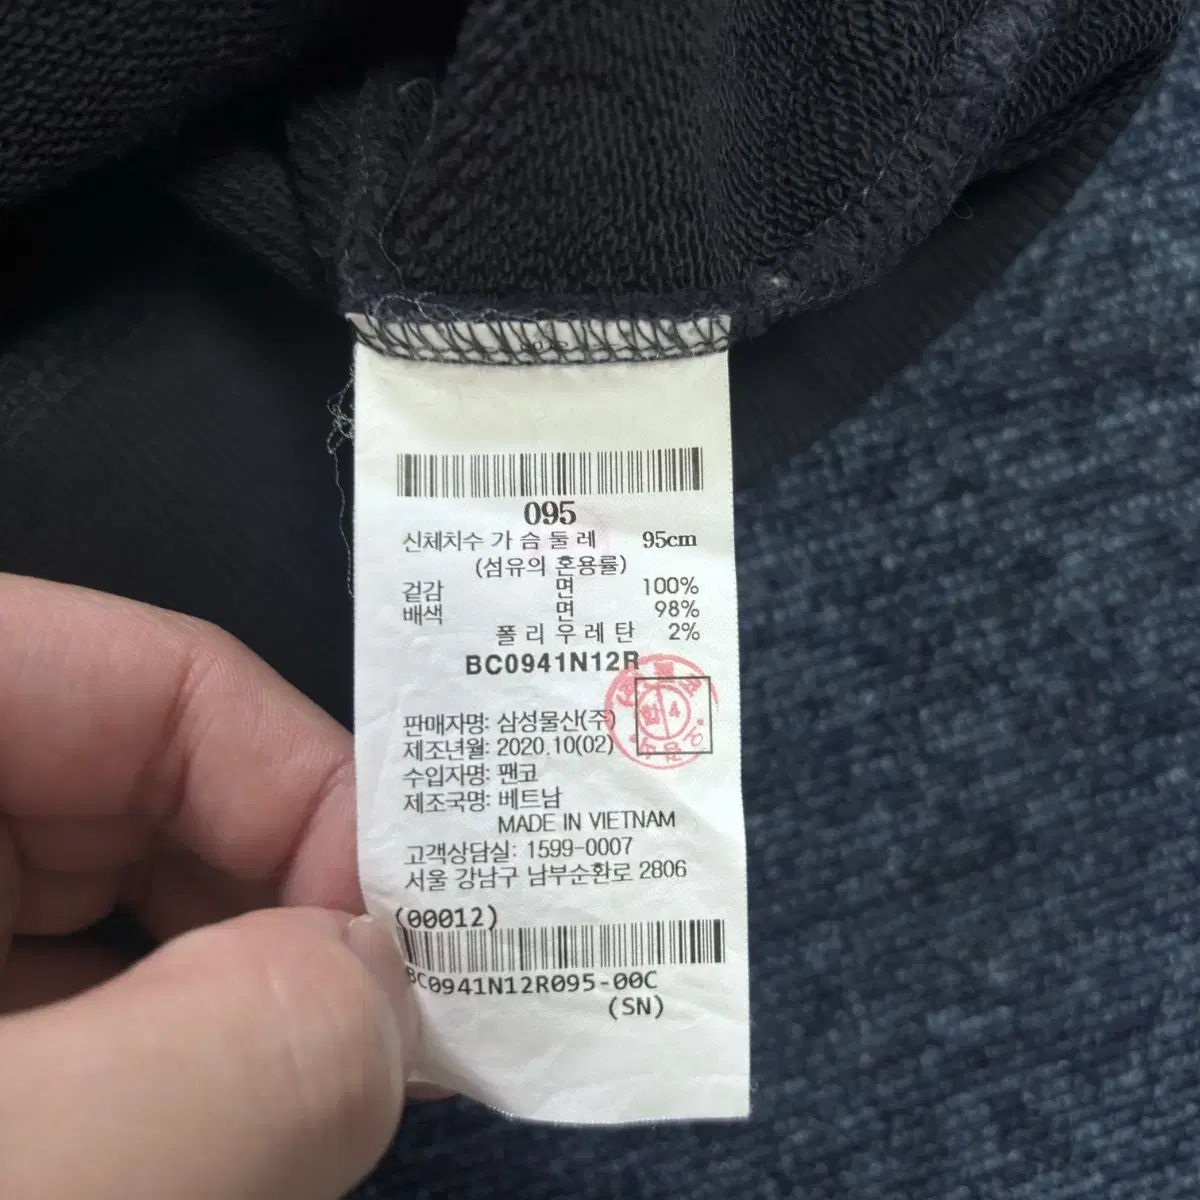 095
신체치수 가 슴 둘 레 95cm
(섬유의 혼용률)
겉감 면 100%
배색 면 98%
폴 리 우 레 탄 2%
BC0941N12R
판매자명: 삼성물산(주)
제조년월: 2020.10(02)
수입자명: 팬코
제조국명: 베트남
MADE IN VIETNAM
고객상담실: 1599-0007
서울 강남구 남부순환로 2806
(00012)
BC0941N12R095-00C
(SN)